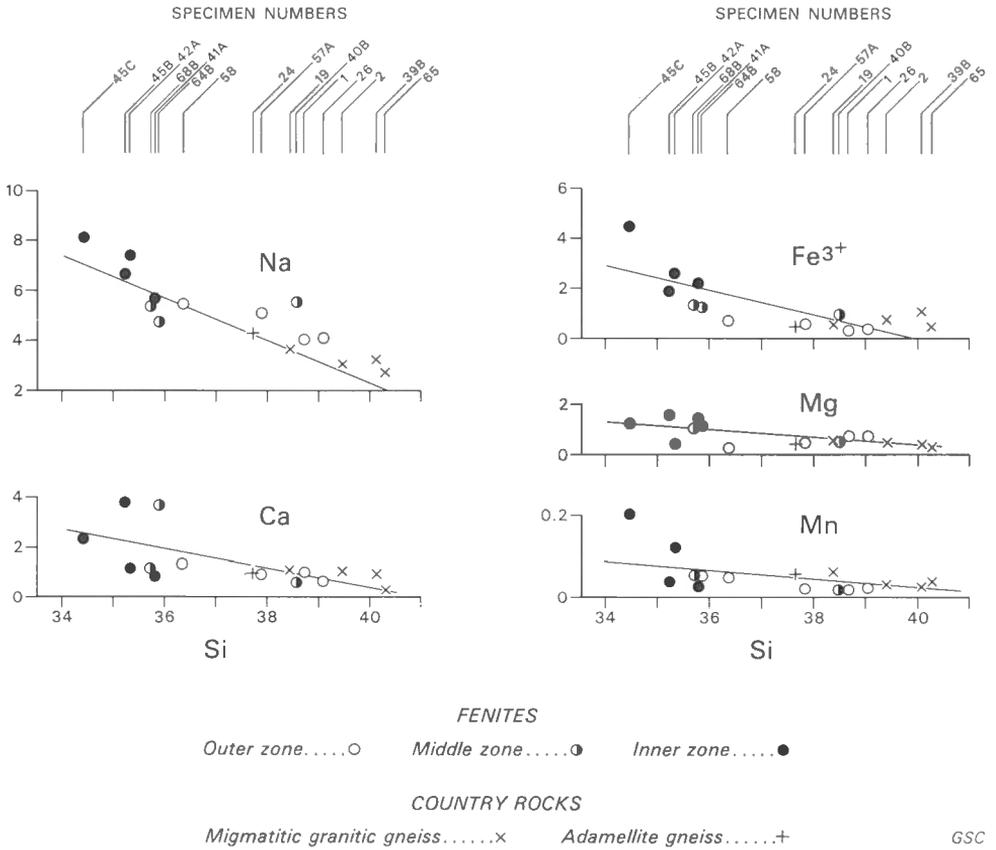 SPECIMEN NUMBERS
45C 45B 42A 68B 41A 64B 58 24 57A 19 40B 1 26 2 39B 65
10
8
6
4
2
Na
4
2
0
Ca
34 36 38 40
Si
SPECIMEN NUMBERS
45C 45B 42A 68B 41A 64B 58 24 57A 19 40B 1 26 2 39B 65
6
4
2
0
Fe3+
2
0
Mg
0.2
0
Mn
34 36 38 40
Si
FENITES
Outer zone.....○ Middle zone.....◑ Inner zone.....●
COUNTRY ROCKS
Migmatitic granitic gneiss......× Adamellite gneiss......+
GSC